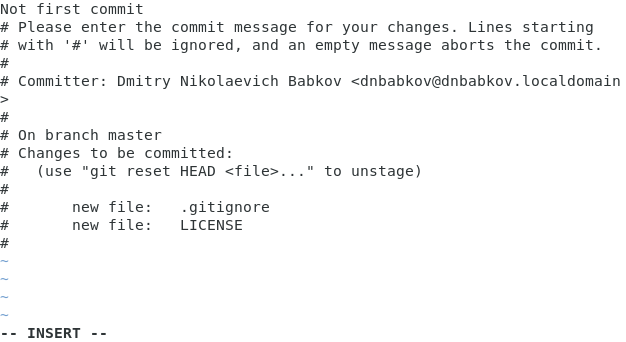 Not first commit
# Please enter the commit message for your changes. Lines starting
# with '#' will be ignored, and an empty message aborts the commit.
#
# Committer: Dmitry Nikolaevich Babkov <dnbabkov@dnbabkov.localdomain
>
#
# On branch master
# Changes to be committed:
#   (use "git reset HEAD <file>..." to unstage)
#
#       new file:   .gitignore
#       new file:   LICENSE
#
~
~
~
~
-- INSERT --